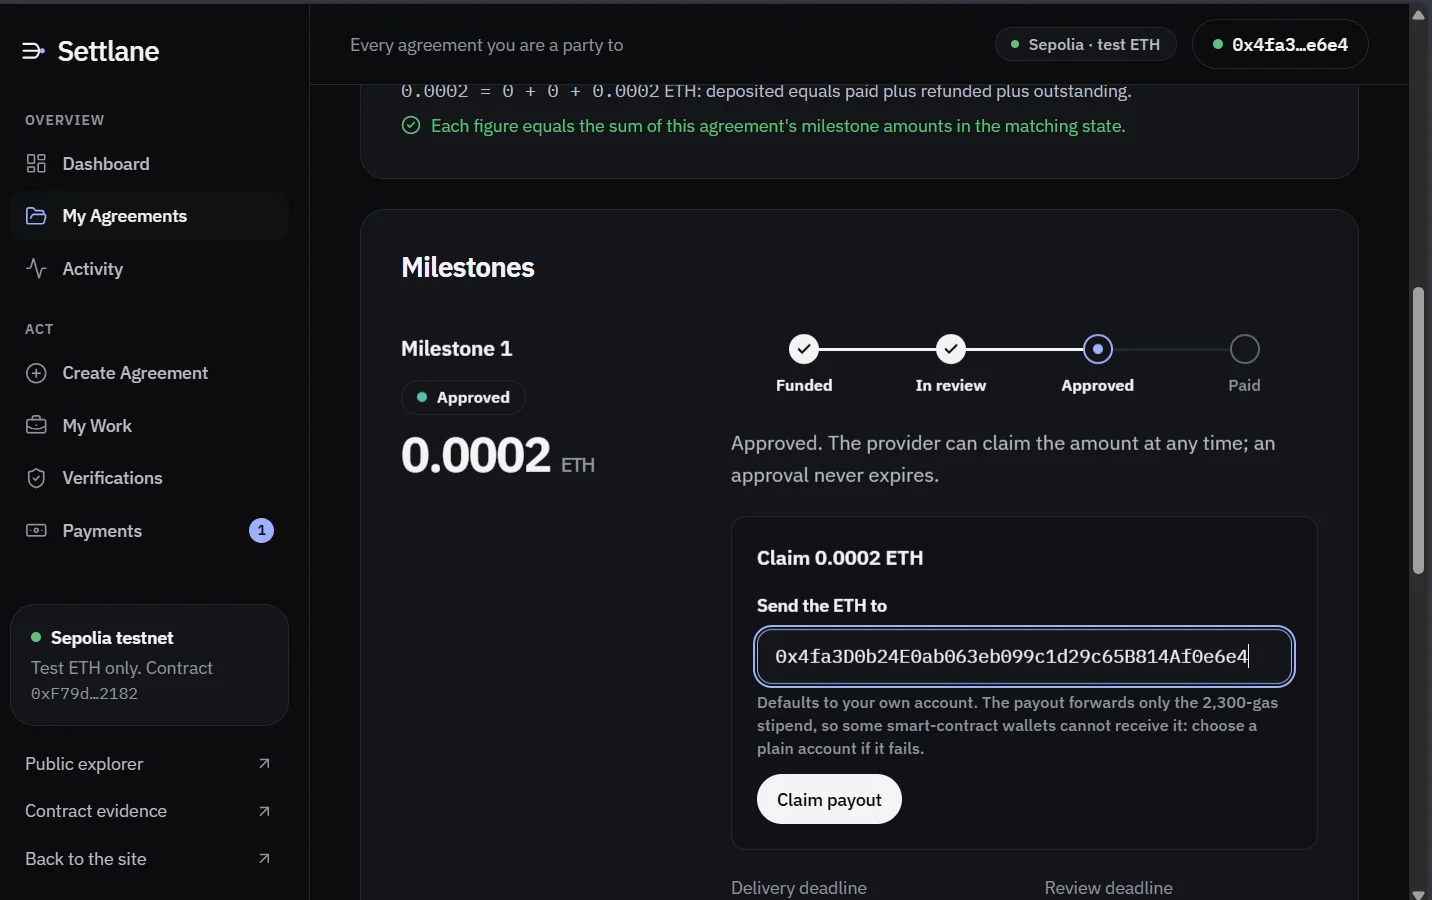 Settlane
OVERVIEW
Dashboard
My Agreements
Activity
ACT
Create Agreement
My Work
Verifications
Payments
1
Sepolia testnet
Test ETH only. Contract
0xF79d…2182
Public explorer
Contract evidence
Back to the site
Every agreement you are a party to
Sepolia · test ETH
0x4fa3…e6e4
0.0002 = 0 + 0 + 0.0002 ETH: deposited equals paid plus refunded plus outstanding.
Each figure equals the sum of this agreement's milestone amounts in the matching state.
Milestones
Milestone 1
Approved
0.0002 ETH
Funded
In review
Approved
Paid
Approved. The provider can claim the amount at any time; an
approval never expires.
Claim 0.0002 ETH
Send the ETH to
0x4fa3D0b24E0ab063eb099c1d29c65B814Af0e6e4
Defaults to your own account. The payout forwards only the 2,300-gas
stipend, so some smart-contract wallets cannot receive it: choose a
plain account if it fails.
Claim payout
Delivery deadline
Review deadline